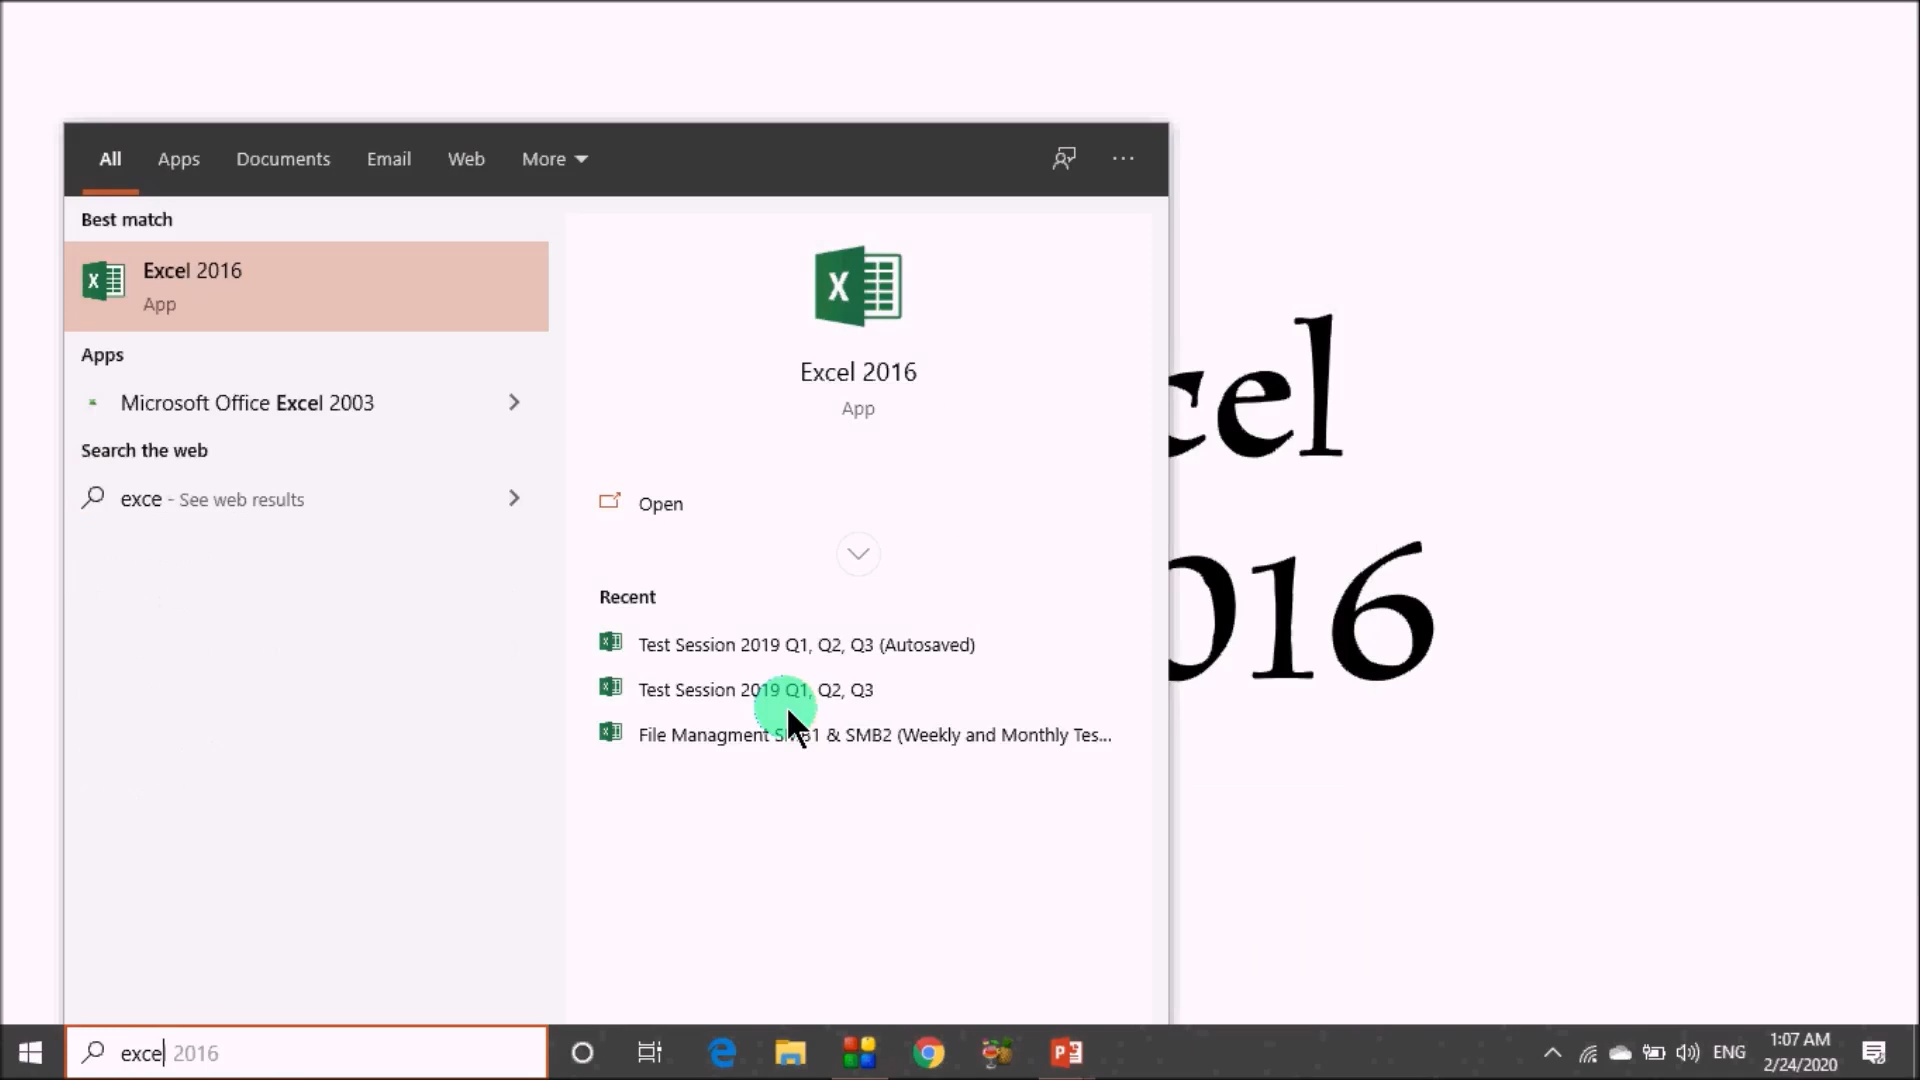 All Apps Documents Email Web More
Best match
Excel 2016
App
Apps
Microsoft Office Excel 2003
Search the web
exce - See web results
Excel 2016
App
Open
Recent
Test Session 2019 Q1, Q2, Q3 (Autosaved)
Test Session 2019 Q1, Q2, Q3
File Managment SMB1 & SMB2 (Weekly and Monthly Tes...
cel
016
exce 2016
ENG
1:07 AM
2/24/2020